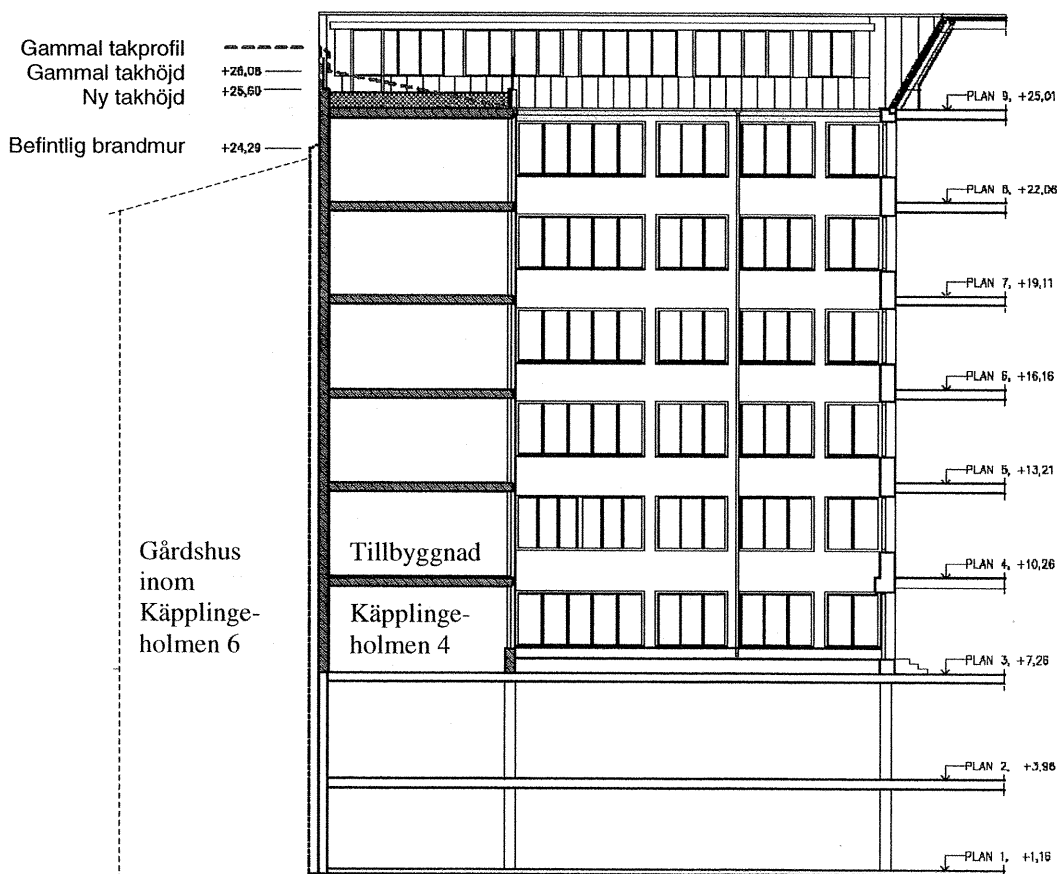 Gammal takprofil
Gammal takhöjd +26,08
Ny takhöjd +25,60
Befintlig brandmur +24,29
PLAN 9, +25,01
PLAN 8, +22,06
PLAN 7, +19,11
PLAN 6, +16,16
PLAN 5, +13,21
PLAN 4, +10,26
PLAN 3, +7,26
PLAN 2, +3,96
PLAN 1, +1,16
Gårdshus
inom
Käpplinge-
holmen 6
Tillbyggnad
Käpplinge-
holmen 4